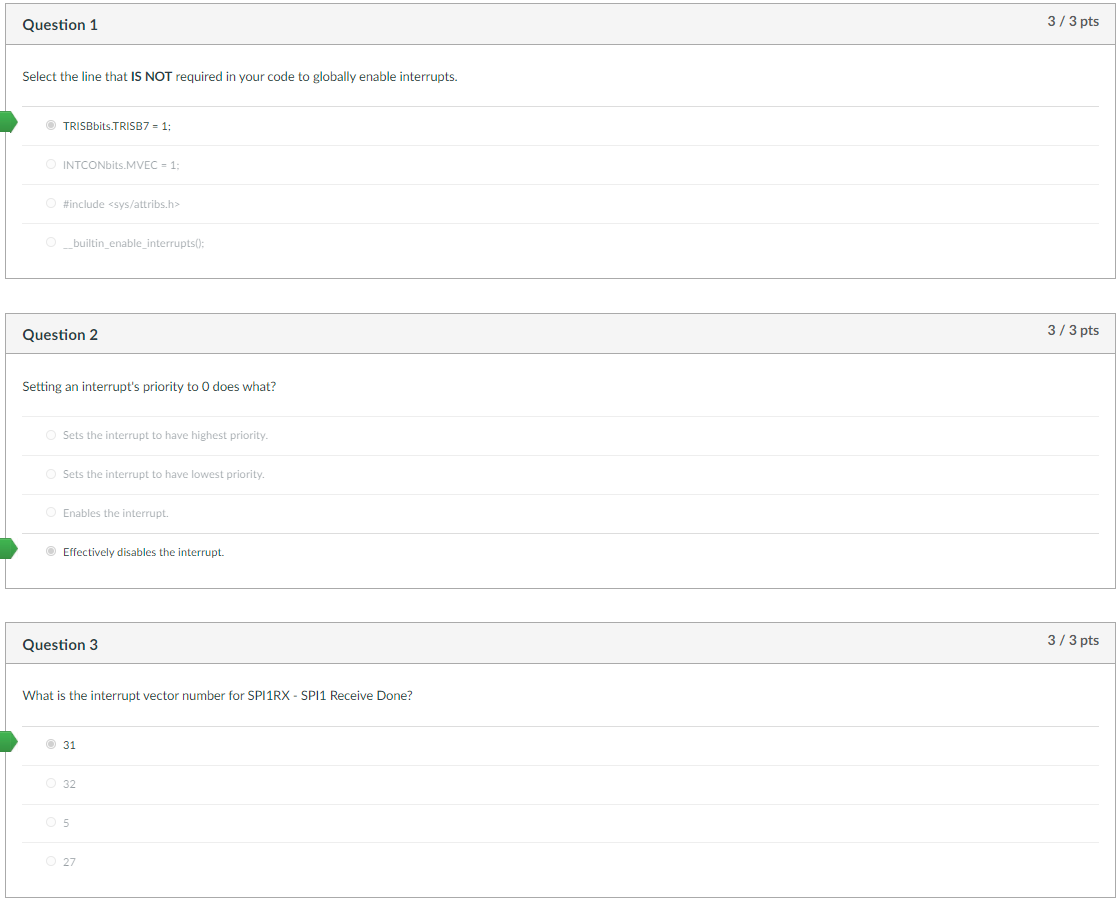 Question 1
3 / 3 pts
Select the line that IS NOT required in your code to globally enable interrupts.
TRISBbits.TRISB7 = 1;
INTCONbits.MVEC = 1;
#include <sys/attribs.h>
__builtin_enable_interrupts();
Question 2
3 / 3 pts
Setting an interrupt's priority to 0 does what?
Sets the interrupt to have highest priority.
Sets the interrupt to have lowest priority.
Enables the interrupt.
Effectively disables the interrupt.
Question 3
3 / 3 pts
What is the interrupt vector number for SPI1RX - SPI1 Receive Done?
31
32
5
27